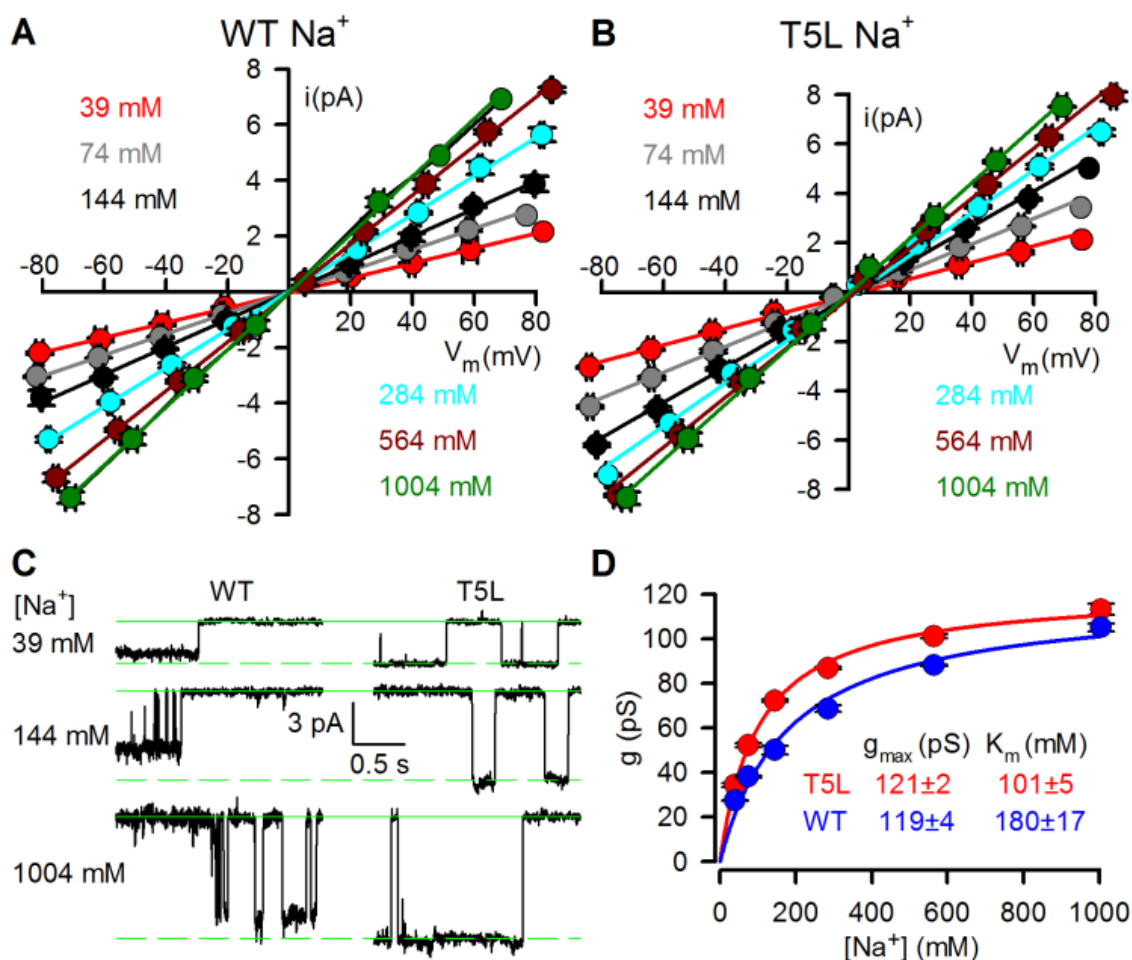 A WT Na⁺
8
i(pA)
39 mM
6
74 mM
4
144 mM
2
-80 -60 -40 -20
20 40 60 80
-2
Vm(mV)
-4
284 mM
-6
564 mM
-8
1004 mM
B T5L Na⁺
8
i(pA)
39 mM
6
74 mM
4
144 mM
2
-80 -60 -40 -20
20 40 60 80
-2
Vm(mV)
-4
284 mM
-6
564 mM
-8
1004 mM
C
WT T5L
[Na⁺]
39 mM
144 mM
3 pA
0.5 s
1004 mM
D
120
100
80
60
40
20
0
g (pS)
gmax(pS) Km(mM)
T5L 121±2 101±5
WT 119±4 180±17
0 200 400 600 800 1000
[Na⁺] (mM)